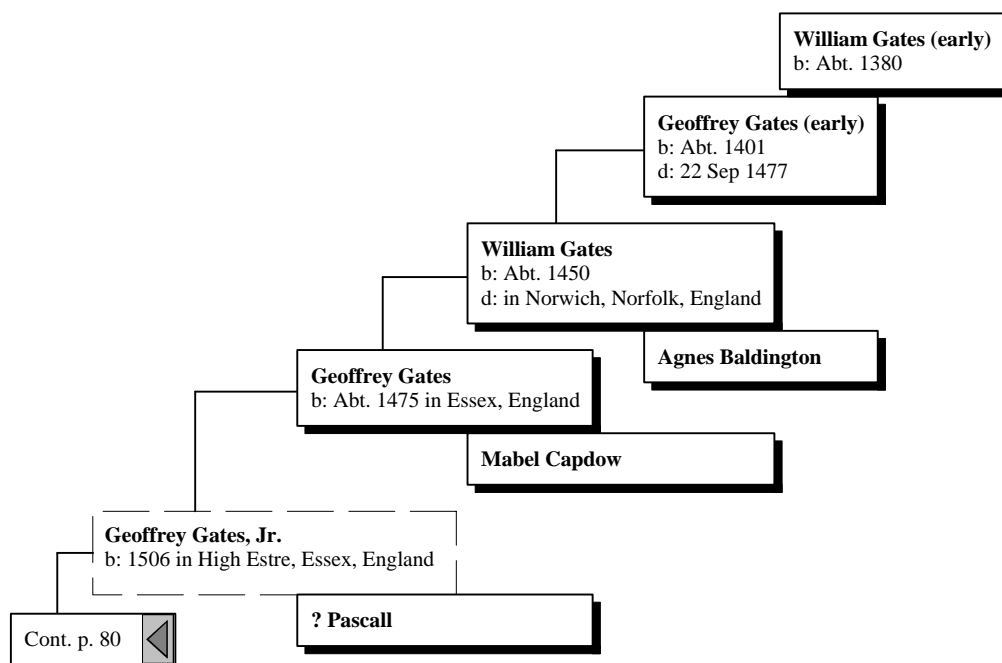 William Gates (early)
b: Abt. 1380
Geoffrey Gates (early)
b: Abt. 1401
d: 22 Sep 1477
William Gates
b: Abt. 1450
d: in Norwich, Norfolk, England
Agnes Baldington
Geoffrey Gates
b: Abt. 1475 in Essex, England
Mabel Capdow
Geoffrey Gates, Jr.
b: 1506 in High Estre, Essex, England
? Pascall
Cont. p. 80